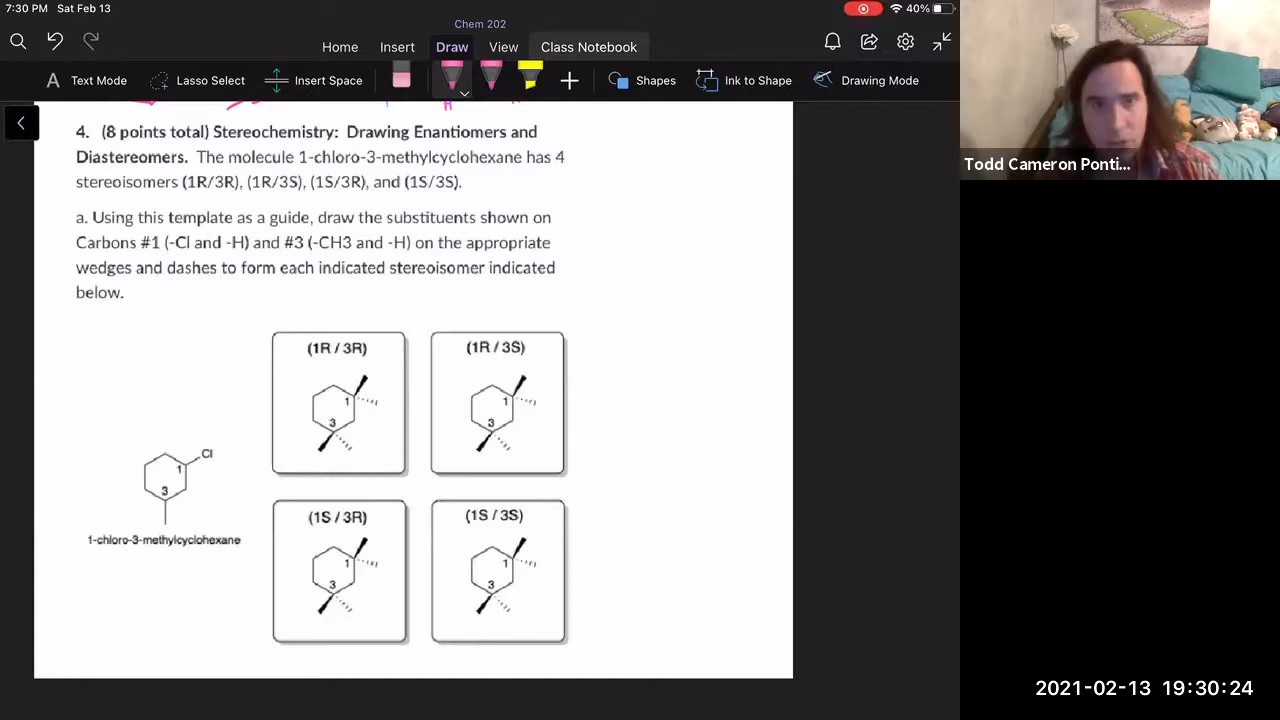 7:30 PM Sat Feb 13
40%
Chem 202
Home Insert Draw View Class Notebook
Text Mode Lasso Select Insert Space Shapes Ink to Shape Drawing Mode
4. (8 points total) Stereochemistry: Drawing Enantiomers and
Diastereomers. The molecule 1-chloro-3-methylcyclohexane has 4
stereoisomers (1R/3R), (1R/3S), (1S/3R), and (1S/3S).
a. Using this template as a guide, draw the substituents shown on
Carbons #1 (-Cl and -H) and #3 (-CH3 and -H) on the appropriate
wedges and dashes to form each indicated stereoisomer indicated
below.
(1R / 3R) (1R / 3S)
1 1
3 3
Cl
1
3
1-chloro-3-methylcyclohexane
(1S / 3R) (1S / 3S)
1 1
3 3
Todd Cameron Ponti...
2021-02-13 19:30:24